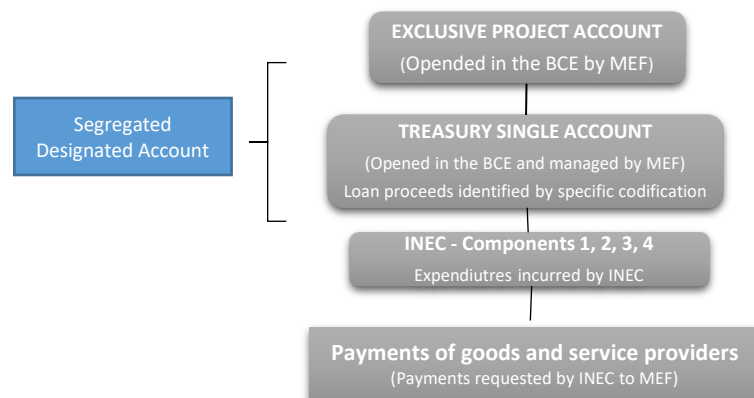 EXCLUSIVE PROJECT ACCOUNT
(Opended in the BCE by MEF)
Segregated
Designated Account
TREASURY SINGLE ACCOUNT
(Opened in the BCE and managed by MEF)
Loan proceeds identified by specific codification
INEC - Components 1, 2, 3, 4
Expendiutres incurred by INEC
Payments of goods and service providers
(Payments requested by INEC to MEF)